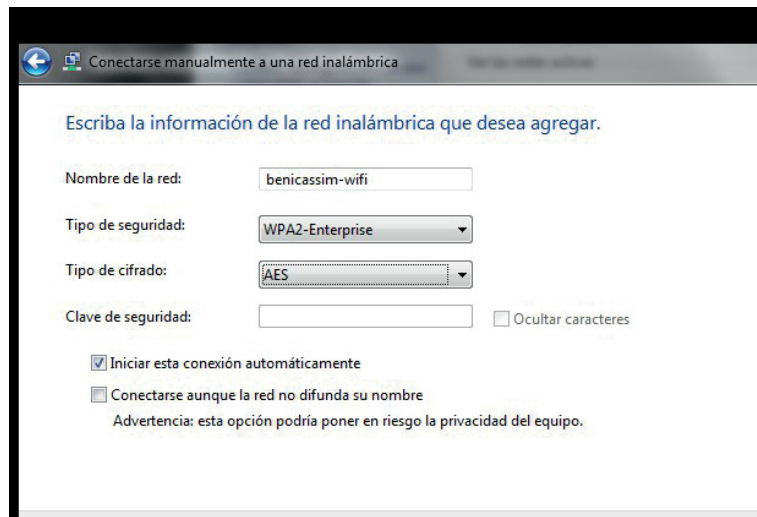 Conectarse manualmente a una red inalámbrica
Escriba la información de la red inalámbrica que desea agregar.
Nombre de la red: benicassim-wifi
Tipo de seguridad: WPA2-Enterprise
Tipo de cifrado: AES
Clave de seguridad: Ocultar caracteres
Iniciar esta conexión automáticamente
Conectarse aunque la red no difunda su nombre
Advertencia: esta opción podría poner en riesgo la privacidad del equipo.